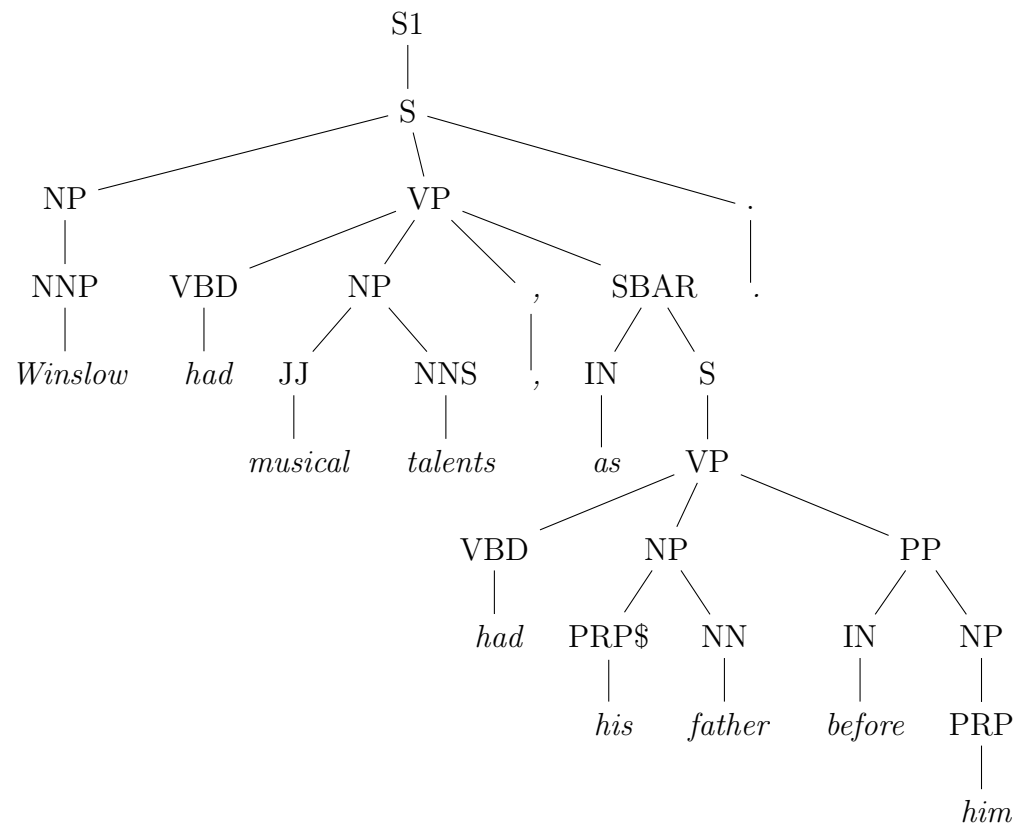 S1
S
NP VP .
NNP VBD NP , SBAR .
Winslow had JJ NNS , IN S
musical talents as VP
VBD NP PP
had PRP$ NN IN NP
his father before PRP
him